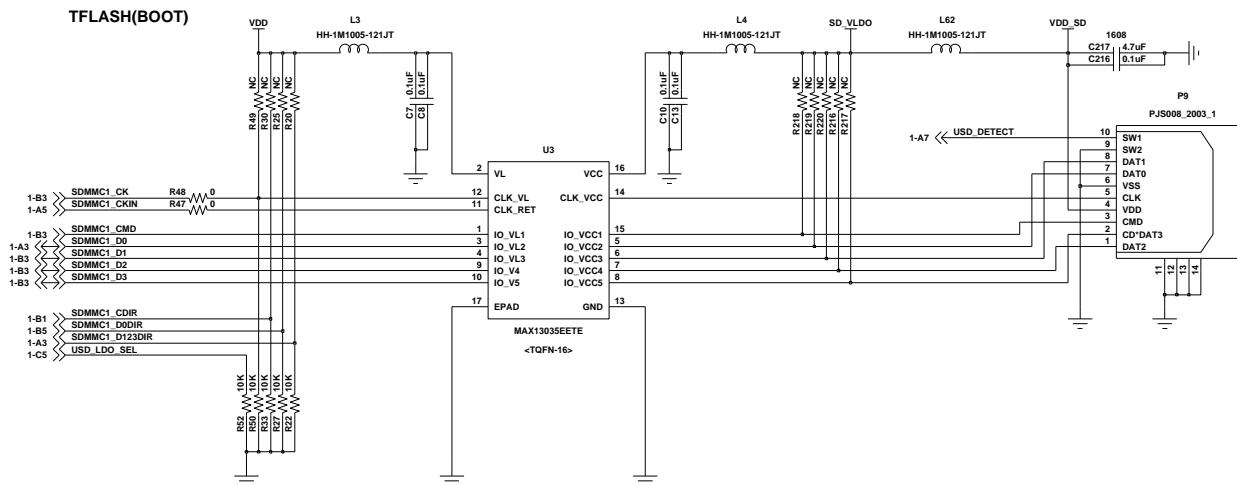 TFLASH(BOOT)
VDD
L3
HH-1M1005-121JT
L4
HH-1M1005-121JT
SD_VLDO
L62
HH-1M1005-121JT
VDD_SD
1608
C217 4.7uF
C216 0.1uF
R49 NC
R30 NC
R25 NC
R20 NC
C7 0.1uF
C8 0.1uF
C10 0.1uF
C13 0.1uF
R218 NC
R219 NC
R220 NC
R216 NC
R217 NC
P9
PJS008_2003_1
1-A7 USD_DETECT
10 SW1
9 SW2
8 DAT1
7 DAT0
6 VSS
5 CLK
4 VDD
3 CMD
2 CD*DAT3
1 DAT2
11
12
13
14
U3
2 VL
VCC 16
12 CLK_VL
CLK_VCC 14
11 CLK_RET
1 IO_VL1
IO_VCC1 15
3 IO_VL2
IO_VCC2 5
4 IO_VL3
IO_VCC3 6
9 IO_V4
IO_VCC4 7
10 IO_V5
IO_VCC5 8
17 EPAD
GND 13
MAX13035EETE
<TQFN-16>
1-B3 SDMMC1_CK R48 0
1-A5 SDMMC1_CKIN R47 0
1-B3 SDMMC1_CMD
1-A3 SDMMC1_D0
1-B3 SDMMC1_D1
1-B3 SDMMC1_D2
1-B3 SDMMC1_D3
1-B1 SDMMC1_CDIR
1-B5 SDMMC1_D0DIR
1-A3 SDMMC1_D123DIR
1-C5 USD_LDO_SEL
R52 10K
R50 10K
R33 10K
R27 10K
R22 10K